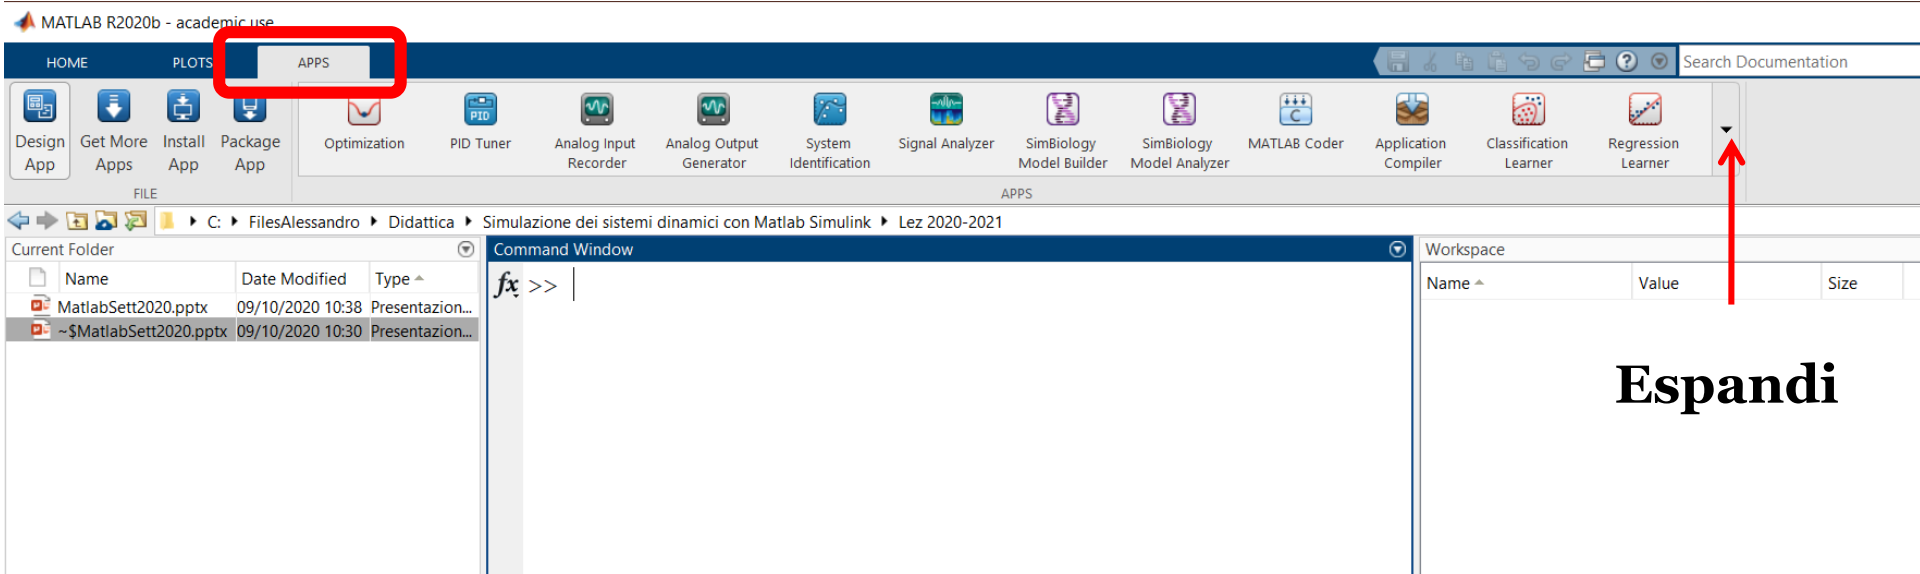 MATLAB R2020b - academic use
HOME PLOTS APPS Search Documentation
Design App
Get More Apps
Install App
Package App
Optimization
PID
PID Tuner
Analog Input Recorder
Analog Output Generator
System Identification
Signal Analyzer
SimBiology Model Builder
SimBiology Model Analyzer
C
MATLAB Coder
Application Compiler
Classification Learner
Regression Learner
FILE APPS
C: FilesAlessandro Didattica Simulazione dei sistemi dinamici con Matlab Simulink Lez 2020-2021
Current Folder
Name Date Modified Type
MatlabSett2020.pptx 09/10/2020 10:38 Presentazion...
~$MatlabSett2020.pptx 09/10/2020 10:30 Presentazion...
Command Window
fx >>
Workspace
Name Value Size
Espandi